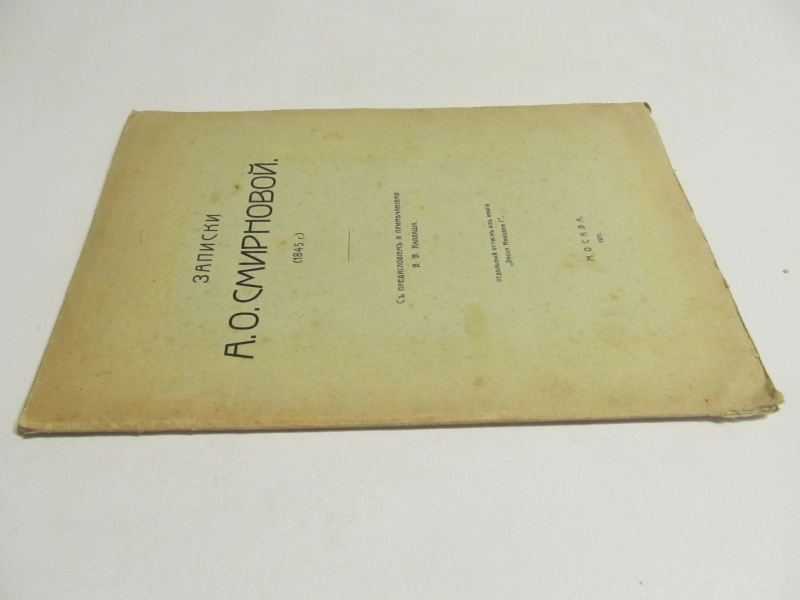 ЗАПИСКИ
А. О. СМИРНОВОЙ.
(1845 г.)
Съ предисловіемъ и примѣчаніями
В. В. Каллаша.
отдѣльный оттискъ изъ книги
„Эпоха Николая I“.
МОСКВА.
1911.